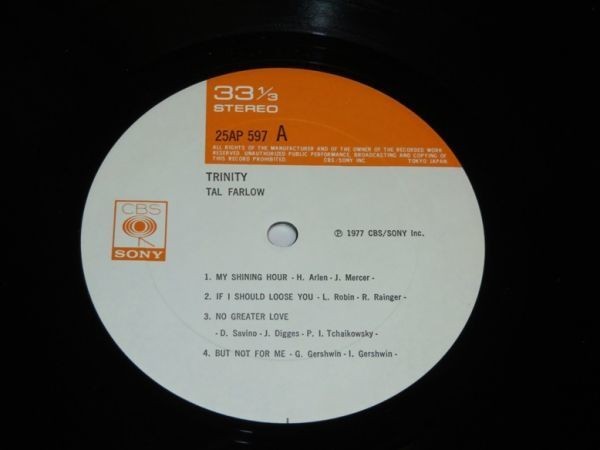 33 1/3
STEREO
25AP 597 A
ALL RIGHTS OF THE MANUFACTURER AND OF THE OWNER OF THE RECORDED WORK
RESERVED. UNAUTHORIZED PUBLIC PERFORMANCE, BROADCASTING AND COPYING OF
THIS RECORD PROHIBITED. CBS/SONY INC. TOKYO JAPAN
TRINITY
TAL FARLOW
CBS
SONY
℗ 1977 CBS/SONY Inc.
1. MY SHINING HOUR - H. Arlen - J. Mercer -
2. IF I SHOULD LOOSE YOU - L. Robin - R. Rainger -
3. NO GREATER LOVE
- D. Savino - J. Digges - P. I. Tchaikowsky -
4. BUT NOT FOR ME - G. Gershwin - I. Gershwin -